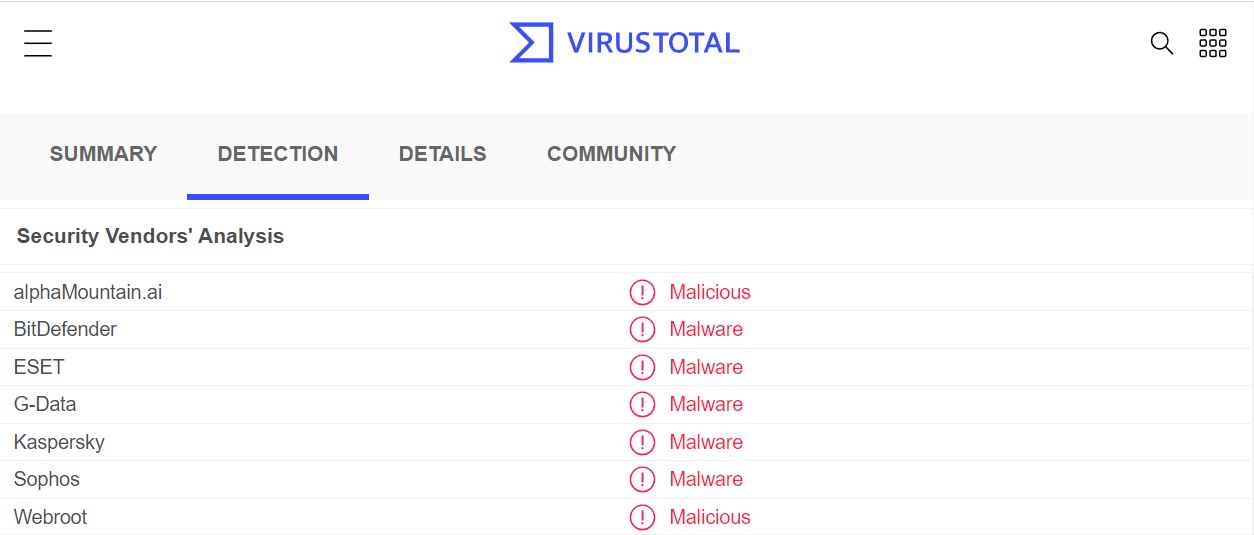 VIRUSTOTAL
SUMMARY DETECTION DETAILS COMMUNITY
Security Vendors' Analysis
alphaMountain.ai Malicious
BitDefender Malware
ESET Malware
G-Data Malware
Kaspersky Malware
Sophos Malware
Webroot Malicious